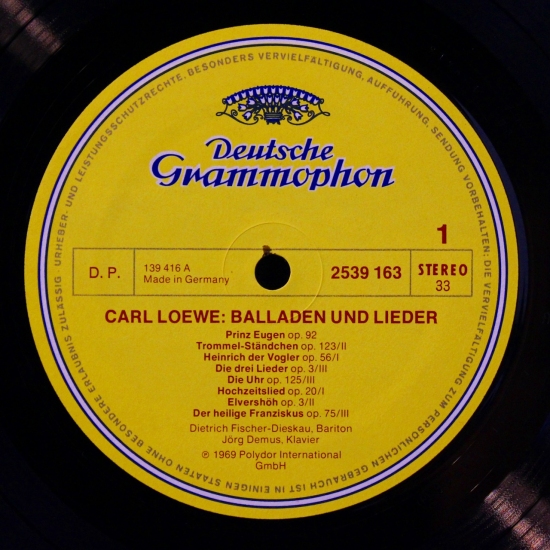 URHEBER- UND LEISTUNGSSCHUTZRECHTE, BESONDERS VERVIELFÄLTIGUNG, AUFFÜHRUNG, SENDUNG VORBEHALTEN; DIE VERVIELFÄLTIGUNG ZUM PERSÖNLICHEN GEBRAUCH IST IN EINIGEN STAATEN OHNE BESONDERE ERLAUBNIS ZULÄSSIG
Deutsche
Grammophon
1
D. P.
139 416 A
Made in Germany
2539 163
STEREO
33
CARL LOEWE: BALLADEN UND LIEDER
Prinz Eugen op. 92
Trommel-Ständchen op. 123/II
Heinrich der Vogler op. 56/I
Die drei Lieder op. 3/III
Die Uhr op. 125/III
Hochzeitslied op. 20/I
Elvershöh op. 3/II
Der heilige Franziskus op. 75/III
Dietrich Fischer-Dieskau, Bariton
Jörg Demus, Klavier
℗ 1969 Polydor International
GmbH